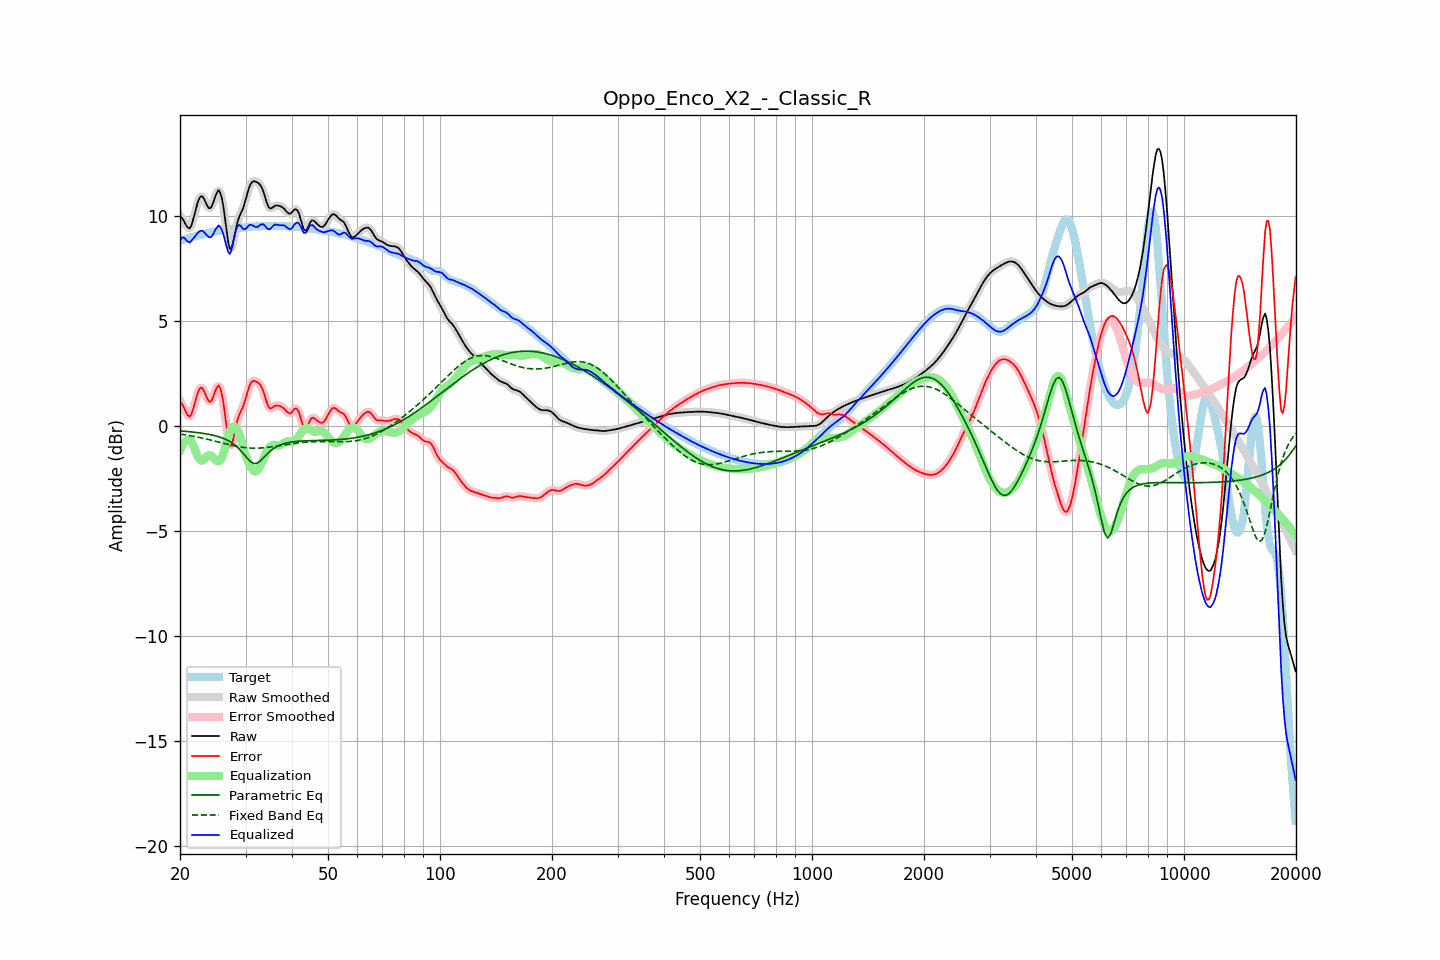 Oppo_Enco_X2_-_Classic_R
Amplitude (dBr)
10
5
0
−5
−10
−15
−20
Target
Raw Smoothed
Error Smoothed
Raw
Error
Equalization
Parametric Eq
Fixed Band Eq
Equalized
20 50 100 200 500 1000 2000 5000 10000 20000
Frequency (Hz)